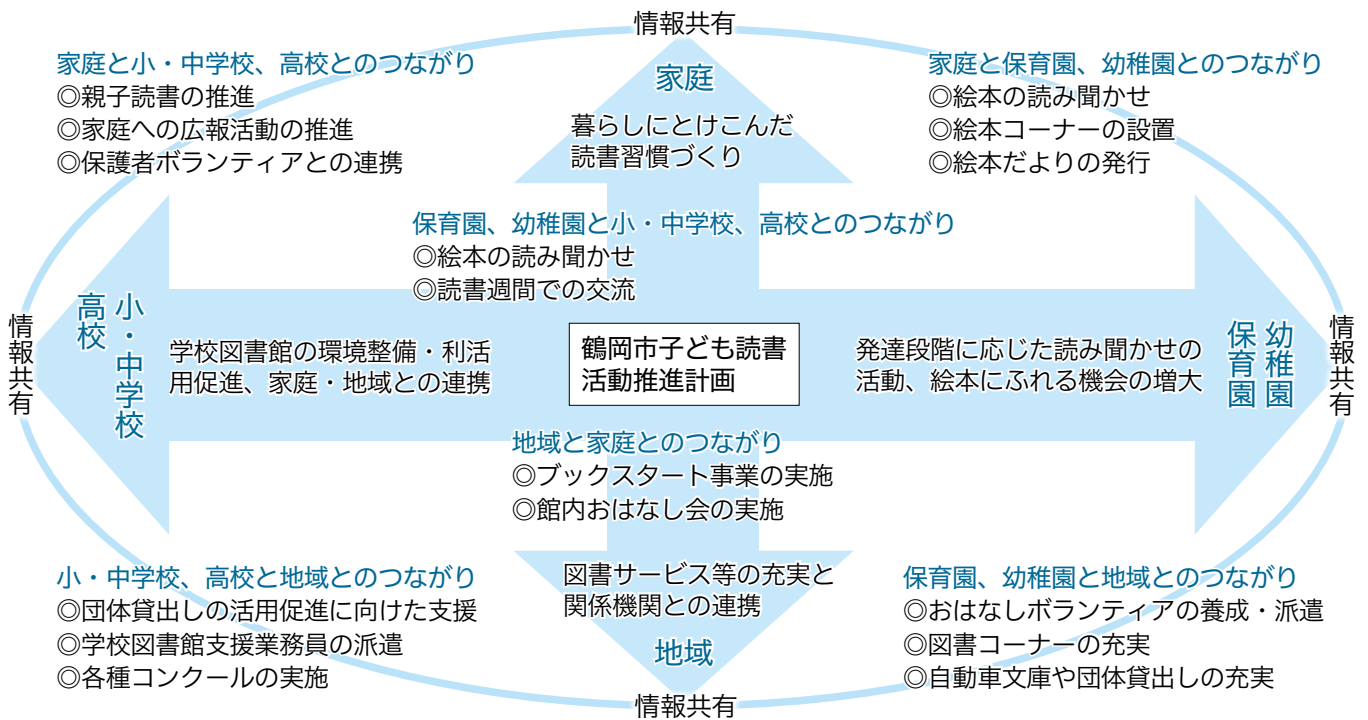 情報共有
家庭と小・中学校、高校とのつながり
◎親子読書の推進
◎家庭への広報活動の推進
◎保護者ボランティアとの連携
家庭
暮らしにとけこんだ
読書習慣づくり
家庭と保育園、幼稚園とのつながり
◎絵本の読み聞かせ
◎絵本コーナーの設置
◎絵本だよりの発行
保育園、幼稚園と小・中学校、高校とのつながり
◎絵本の読み聞かせ
◎読書週間での交流
情報共有
小・中学校
高校
学校図書館の環境整備・利活
用促進、家庭・地域との連携
鶴岡市子ども読書
活動推進計画
発達段階に応じた読み聞かせの
活動、絵本にふれる機会の増大
幼稚園
保育園
情報共有
地域と家庭とのつながり
◎ブックスタート事業の実施
◎館内おはなし会の実施
小・中学校、高校と地域とのつながり
◎団体貸出しの活用促進に向けた支援
◎学校図書館支援業務員の派遣
◎各種コンクールの実施
図書サービス等の充実と
関係機関との連携
地域
保育園、幼稚園と地域とのつながり
◎おはなしボランティアの養成・派遣
◎図書コーナーの充実
◎自動車文庫や団体貸出しの充実
情報共有